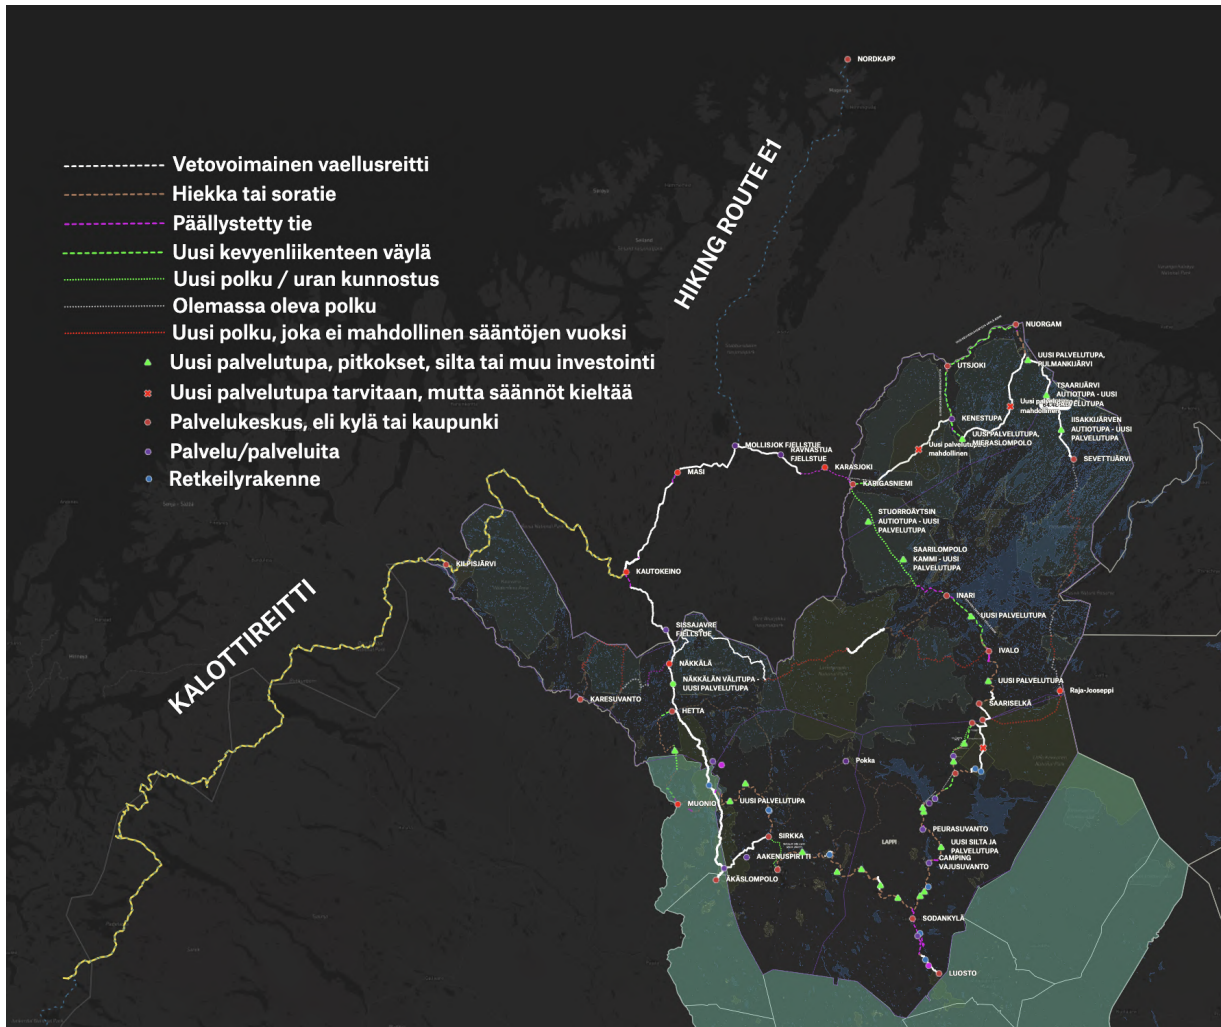 NORDKAPP
HIKING ROUTE E1
Vetovoimainen vaellusreitti
Hiekka tai soratie
Päällystetty tie
Uusi kevyenliikenteen väylä
Uusi polku / uran kunnostus
Olemassa oleva polku
Uusi polku, joka ei mahdollinen sääntöjen vuoksi
Uusi palvelutupa, pitkokset, silta tai muu investointi
Uusi palvelutupa tarvitaan, mutta säännöt kieltää
Palvelukeskus, eli kylä tai kaupunki
Palvelu/palveluita
Retkeilyrakenne
KALOTTIREITTI
NUORGAM
UUSI PALVELUTUPA,
PULMANKIJÄRVI
UTSJOKI
TSAARIJÄRVI
AUTIOTUPA - UUSI
PALVELUTUPA
Uusi palvelutupa
mahdollinen
KENESTUPA
IISAKKIJÄRVEN
AUTIOTUPA - UUSI
PALVELUTUPA
UUSI PALVELUTUPA,
MIERASLOMPOLO
Uusi palvelutupa
mahdollinen
SEVETTIJÄRVI
MOLLISJOK FJELLSTUE
RAVNASTUA
FJELLSTUE
KARASJOKI
MASI
KARIGASNIEMI
STUORROÄYTSIN
AUTIOTUPA - UUSI
PALVELUTUPA
SAARILOMPOLO
KAMMI - UUSI
PALVELUTUPA
KILPISJÄRVI
KAUTOKEINO
INARI
UUSI PALVELUTUPA
SISSAJAVRE
FJELLSTUE
IVALO
NÄKKÄLÄ
NÄKKÄLÄN VÄLITUPA -
UUSI PALVELUTUPA
UUSI PALVELUTUPA
Raja-Jooseppi
KARESUVANTO
HETTA
SAARISELKÄ
Pokka
MUONIO
UUSI PALVELUTUPA
SIRKKA
PEURASUVANTO
LAPPI
UUSI SILTA JA
PALVELUTUPA
AAKENUSPIRTTI
CAMPING
VAJUSUVANTO
ÄKÄSLOMPOLO
SODANKYLÄ
LUOSTO